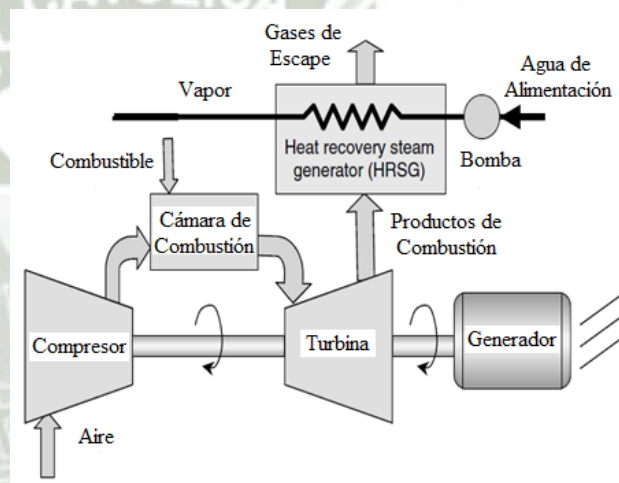 Gases de
Escape
Agua de
Alimentación
Vapor
Bomba
Heat recovery steam
generator (HRSG)
Combustible
Cámara de
Combustión
Productos de
Combustión
Compresor
Turbina
Generador
Aire